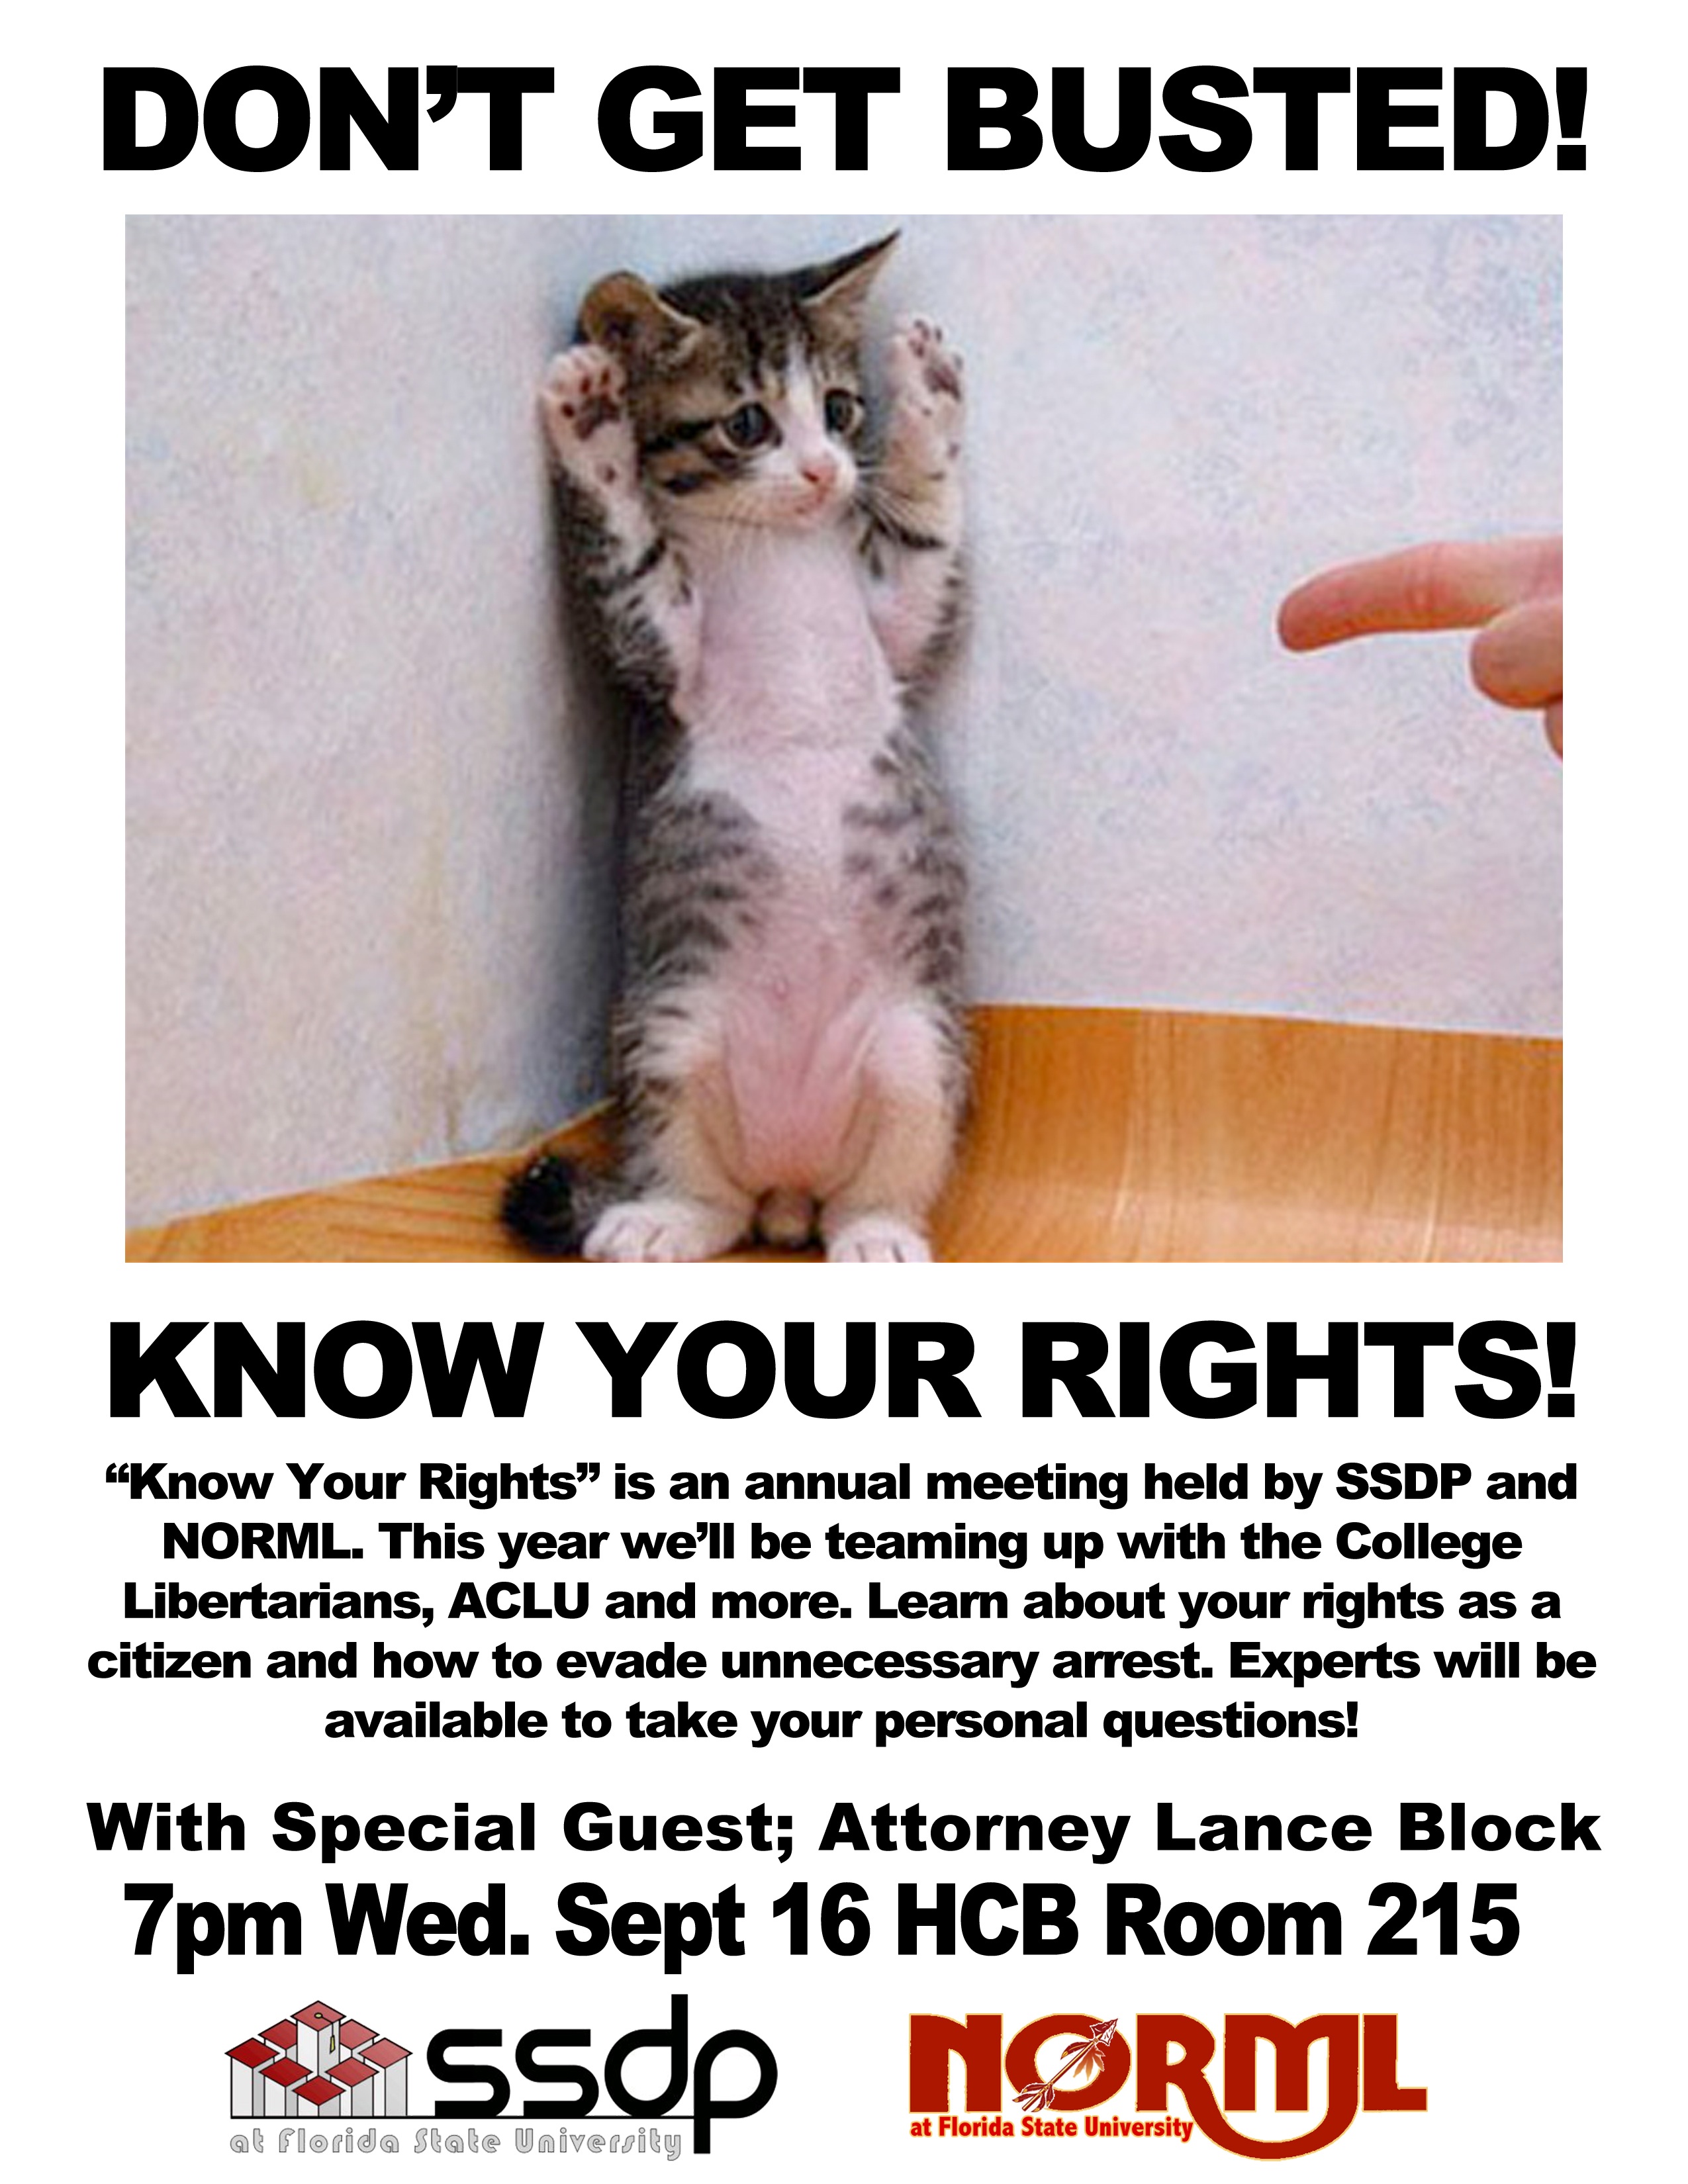 DON’T GET BUSTED!
KNOW YOUR RIGHTS!
“Know Your Rights” is an annual meeting held by SSDP and
NORML. This year we’ll be teaming up with the College
Libertarians, ACLU and more. Learn about your rights as a
citizen and how to evade unnecessary arrest. Experts will be
available to take your personal questions!
With Special Guest; Attorney Lance Block
7pm Wed. Sept 16 HCB Room 215
ssdp
at Florida State University
NORML
at Florida State University